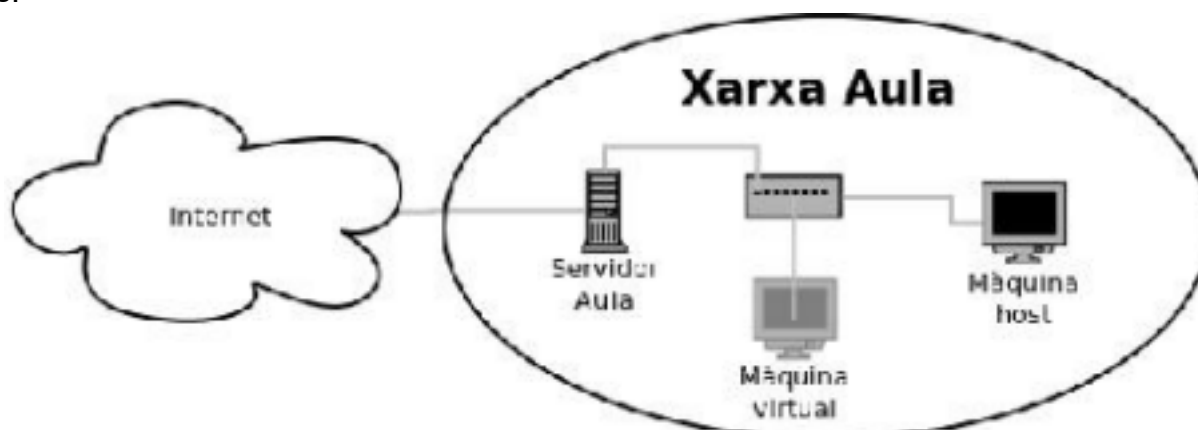 Xarxa Aula
Internet
Servidor
Aula
Màquina
host
Màquina
virtual